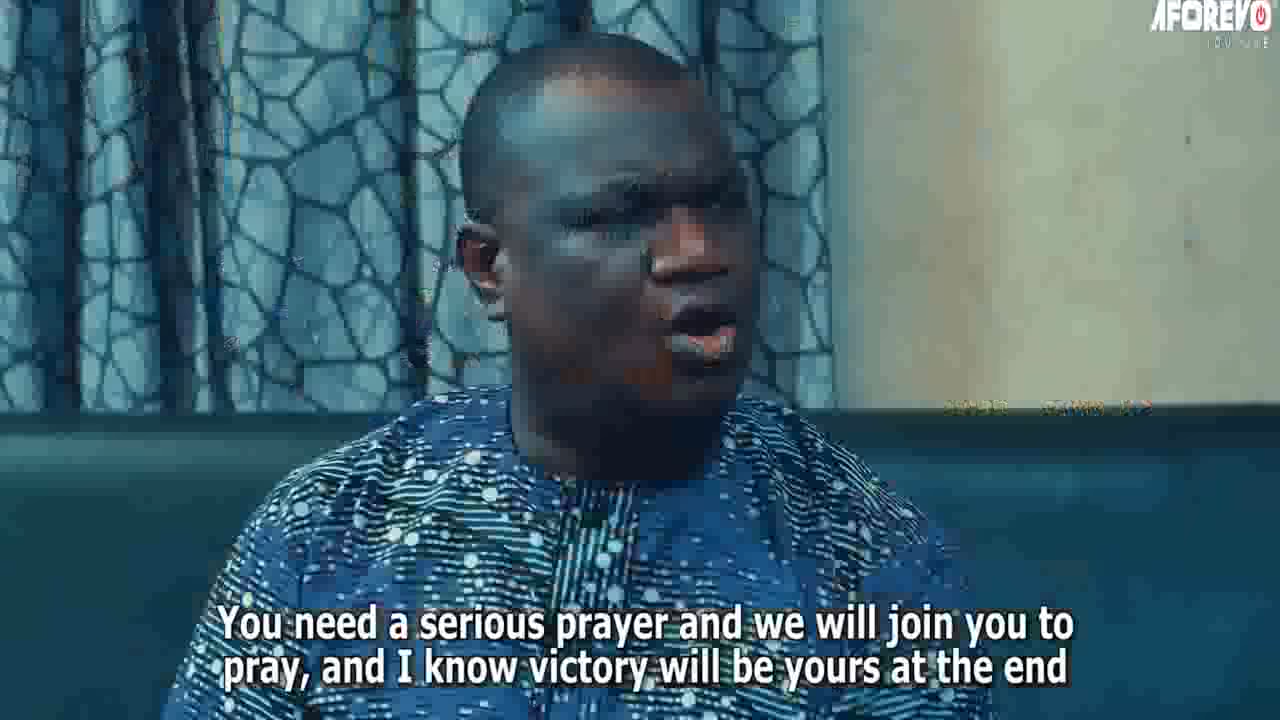 AFOREVO
You need a serious prayer and we will join you to
pray, and I know victory will be yours at the end